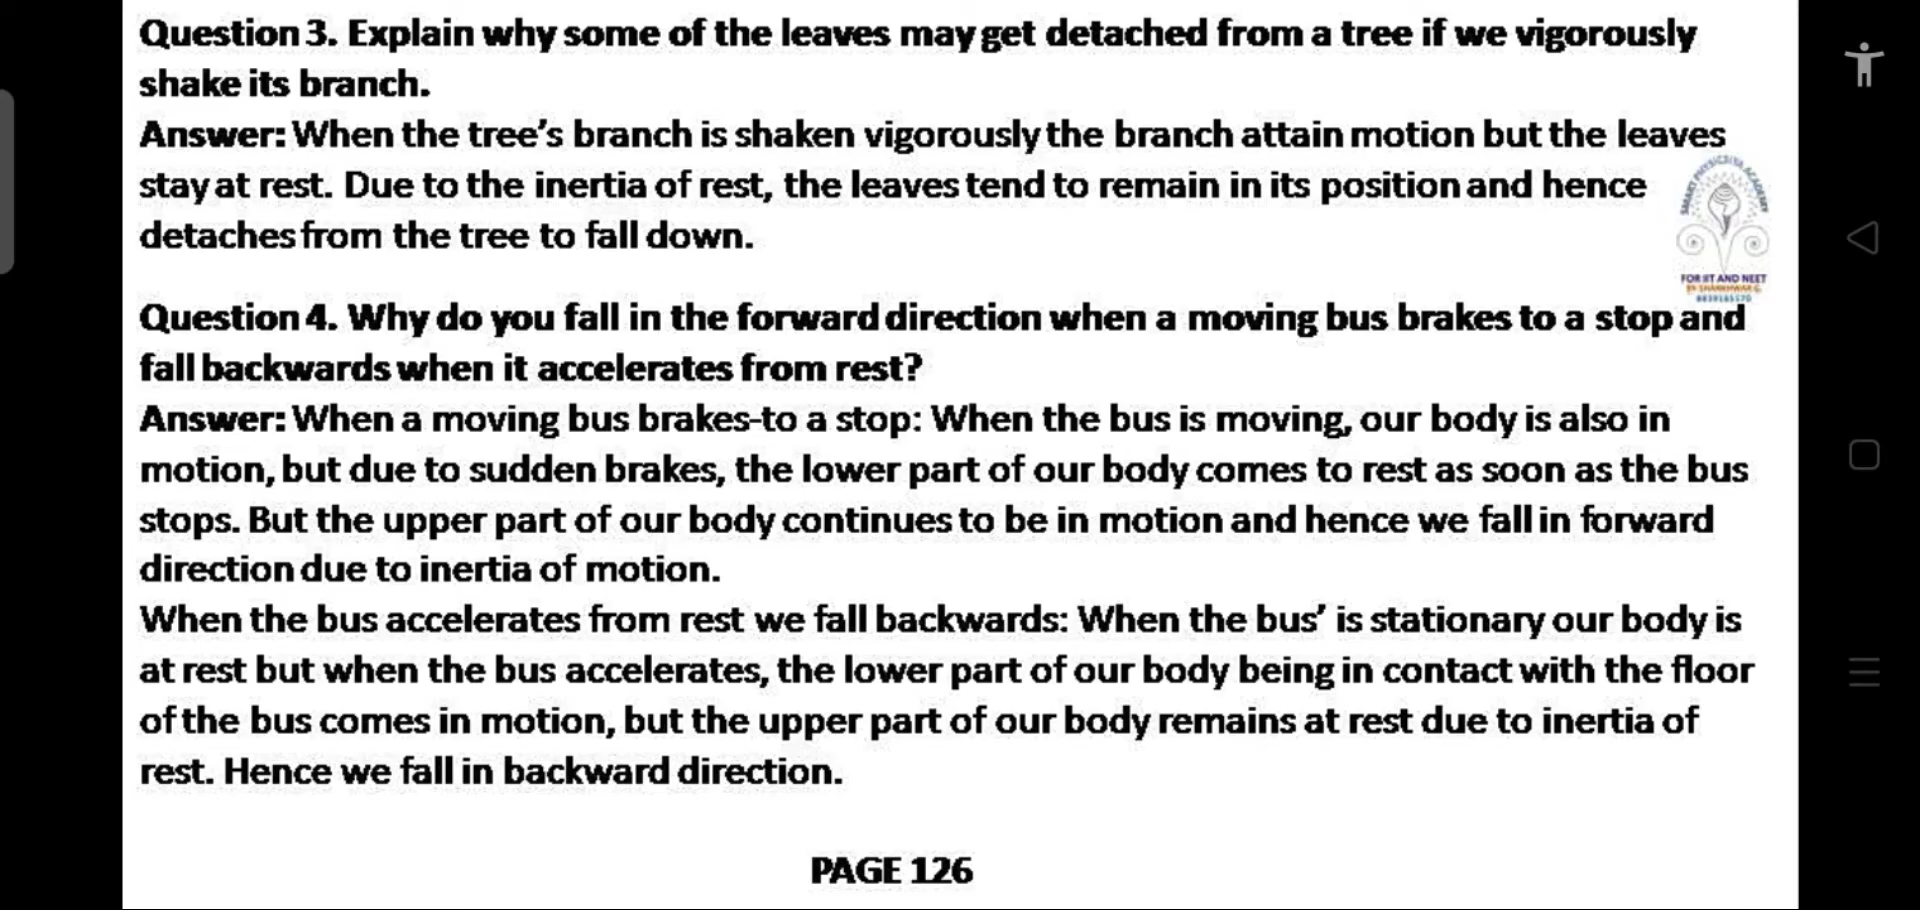 Question 3. Explain why some of the leaves may get detached from a tree if we vigorously
shake its branch.
Answer: When the tree's branch is shaken vigorously the branch attain motion but the leaves
stay at rest. Due to the inertia of rest, the leaves tend to remain in its position and hence
detaches from the tree to fall down.
FOR IIT AND NEET
Question 4. Why do you fall in the forward direction when a moving bus brakes to a stop and
fall backwards when it accelerates from rest?
Answer: When a moving bus brakes-to a stop: When the bus is moving, our body is also in
motion, but due to sudden brakes, the lower part of our body comes to rest as soon as the bus
stops. But the upper part of our body continues to be in motion and hence we fall in forward
direction due to inertia of motion.
When the bus accelerates from rest we fall backwards: When the bus’ is stationary our body is
at rest but when the bus accelerates, the lower part of our body being in contact with the floor
of the bus comes in motion, but the upper part of our body remains at rest due to inertia of
rest. Hence we fall in backward direction.
PAGE 126